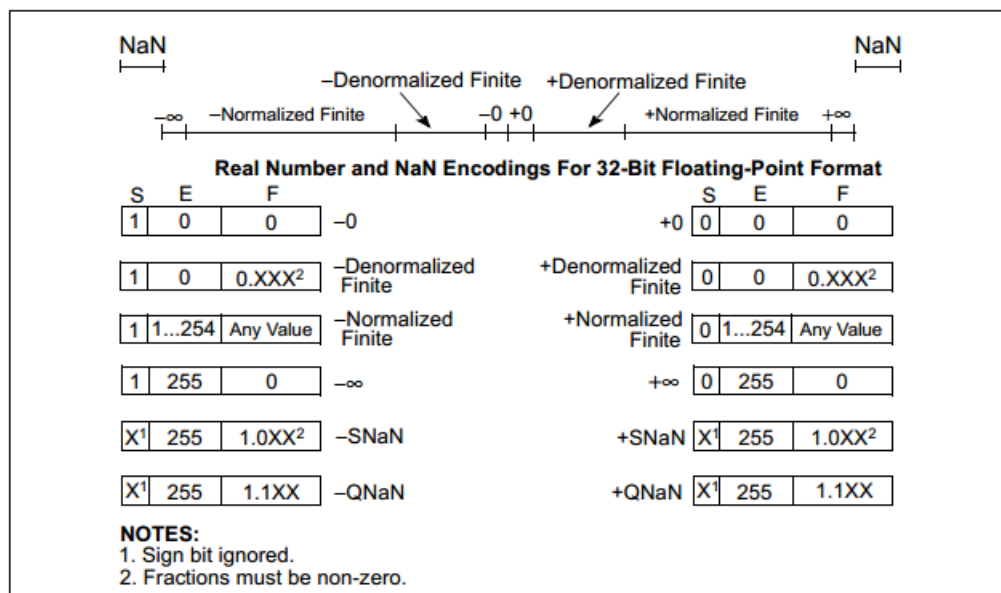 NaN NaN
–Denormalized Finite +Denormalized Finite
–∞ –Normalized Finite –0 +0 +Normalized Finite +∞
Real Number and NaN Encodings For 32-Bit Floating-Point Format
S E F S E F
1 0 0 –0 +0 0 0 0
1 0 0.XXX² –Denormalized Finite +Denormalized Finite 0 0 0.XXX²
1 1...254 Any Value –Normalized Finite +Normalized Finite 0 1...254 Any Value
1 255 0 –∞ +∞ 0 255 0
X¹ 255 1.0XX² –SNaN +SNaN X¹ 255 1.0XX²
X¹ 255 1.1XX –QNaN +QNaN X¹ 255 1.1XX
NOTES:
1. Sign bit ignored.
2. Fractions must be non-zero.